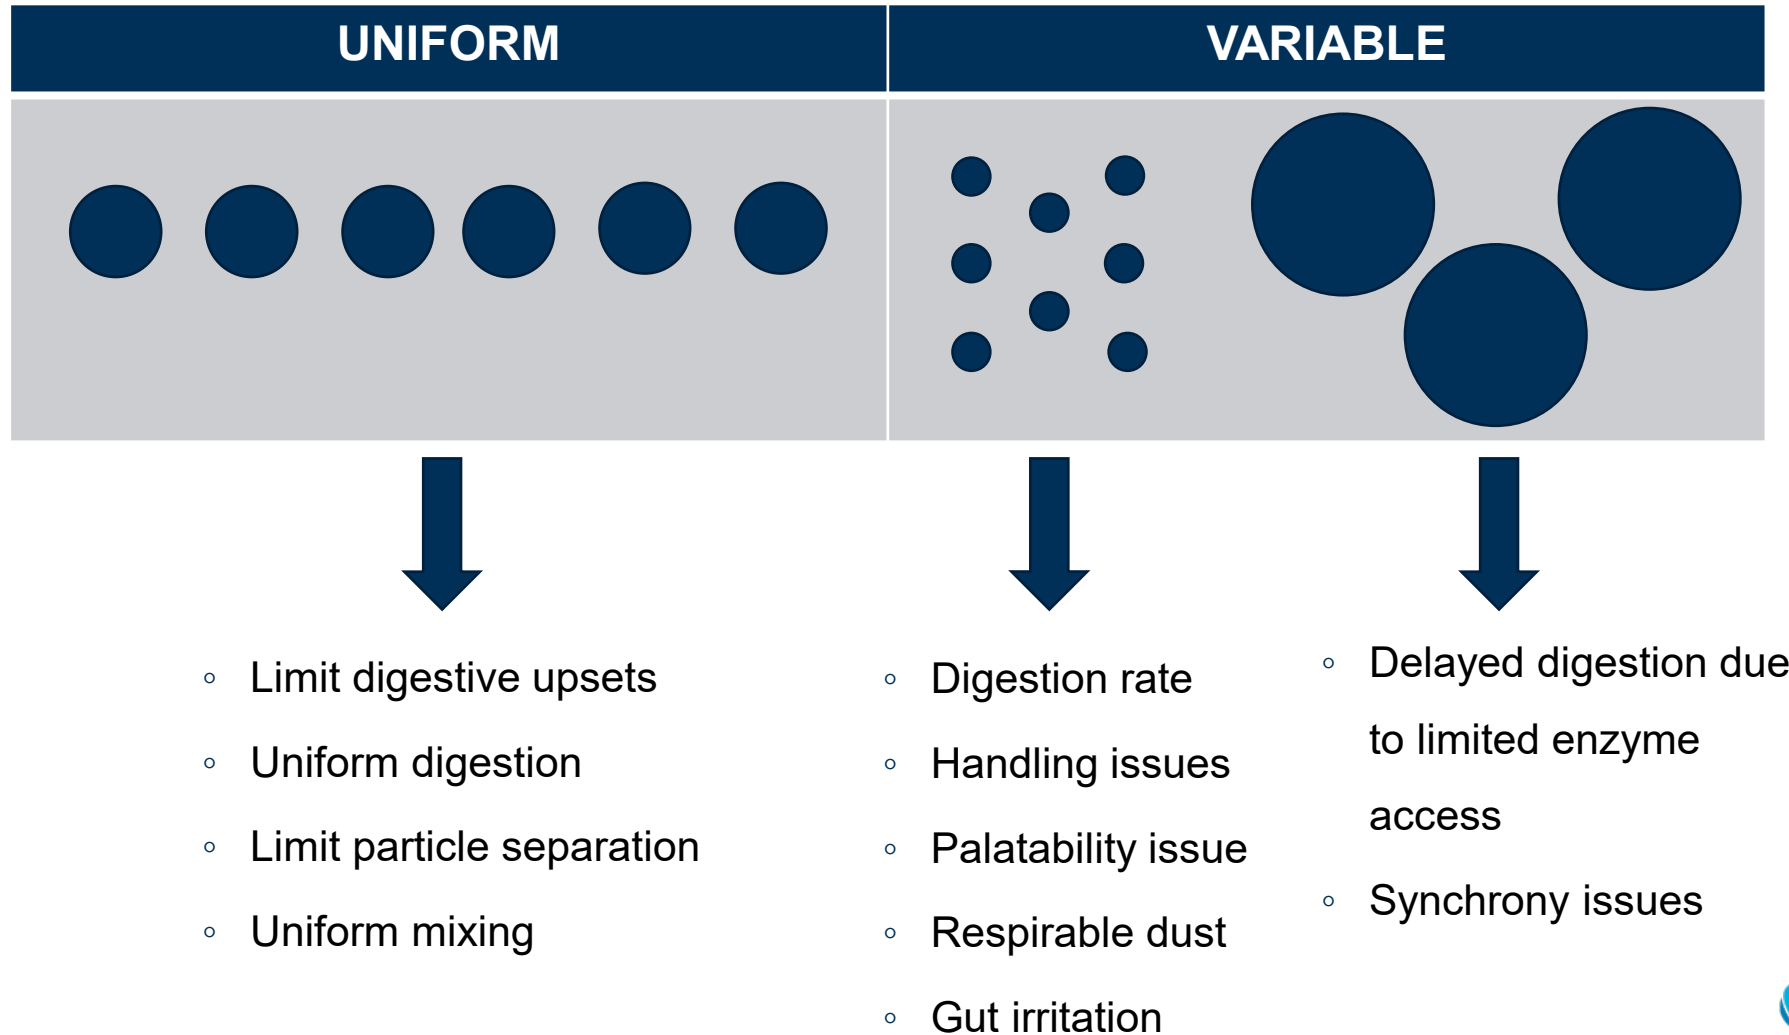 UNIFORM
VARIABLE
◦ Limit digestive upsets
◦ Uniform digestion
◦ Limit particle separation
◦ Uniform mixing
◦ Digestion rate
◦ Handling issues
◦ Palatability issue
◦ Respirable dust
◦ Gut irritation
◦ Delayed digestion due
to limited enzyme
access
◦ Synchrony issues